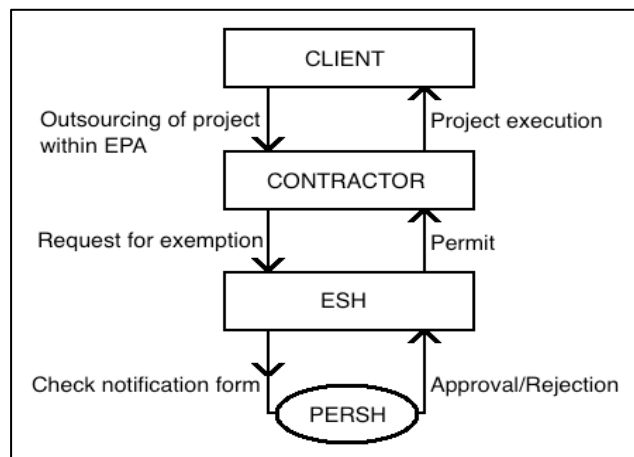 CLIENT
Outsourcing of project
within EPA
Project execution
CONTRACTOR
Request for exemption
Permit
ESH
Check notification form
Approval/Rejection
PERSH